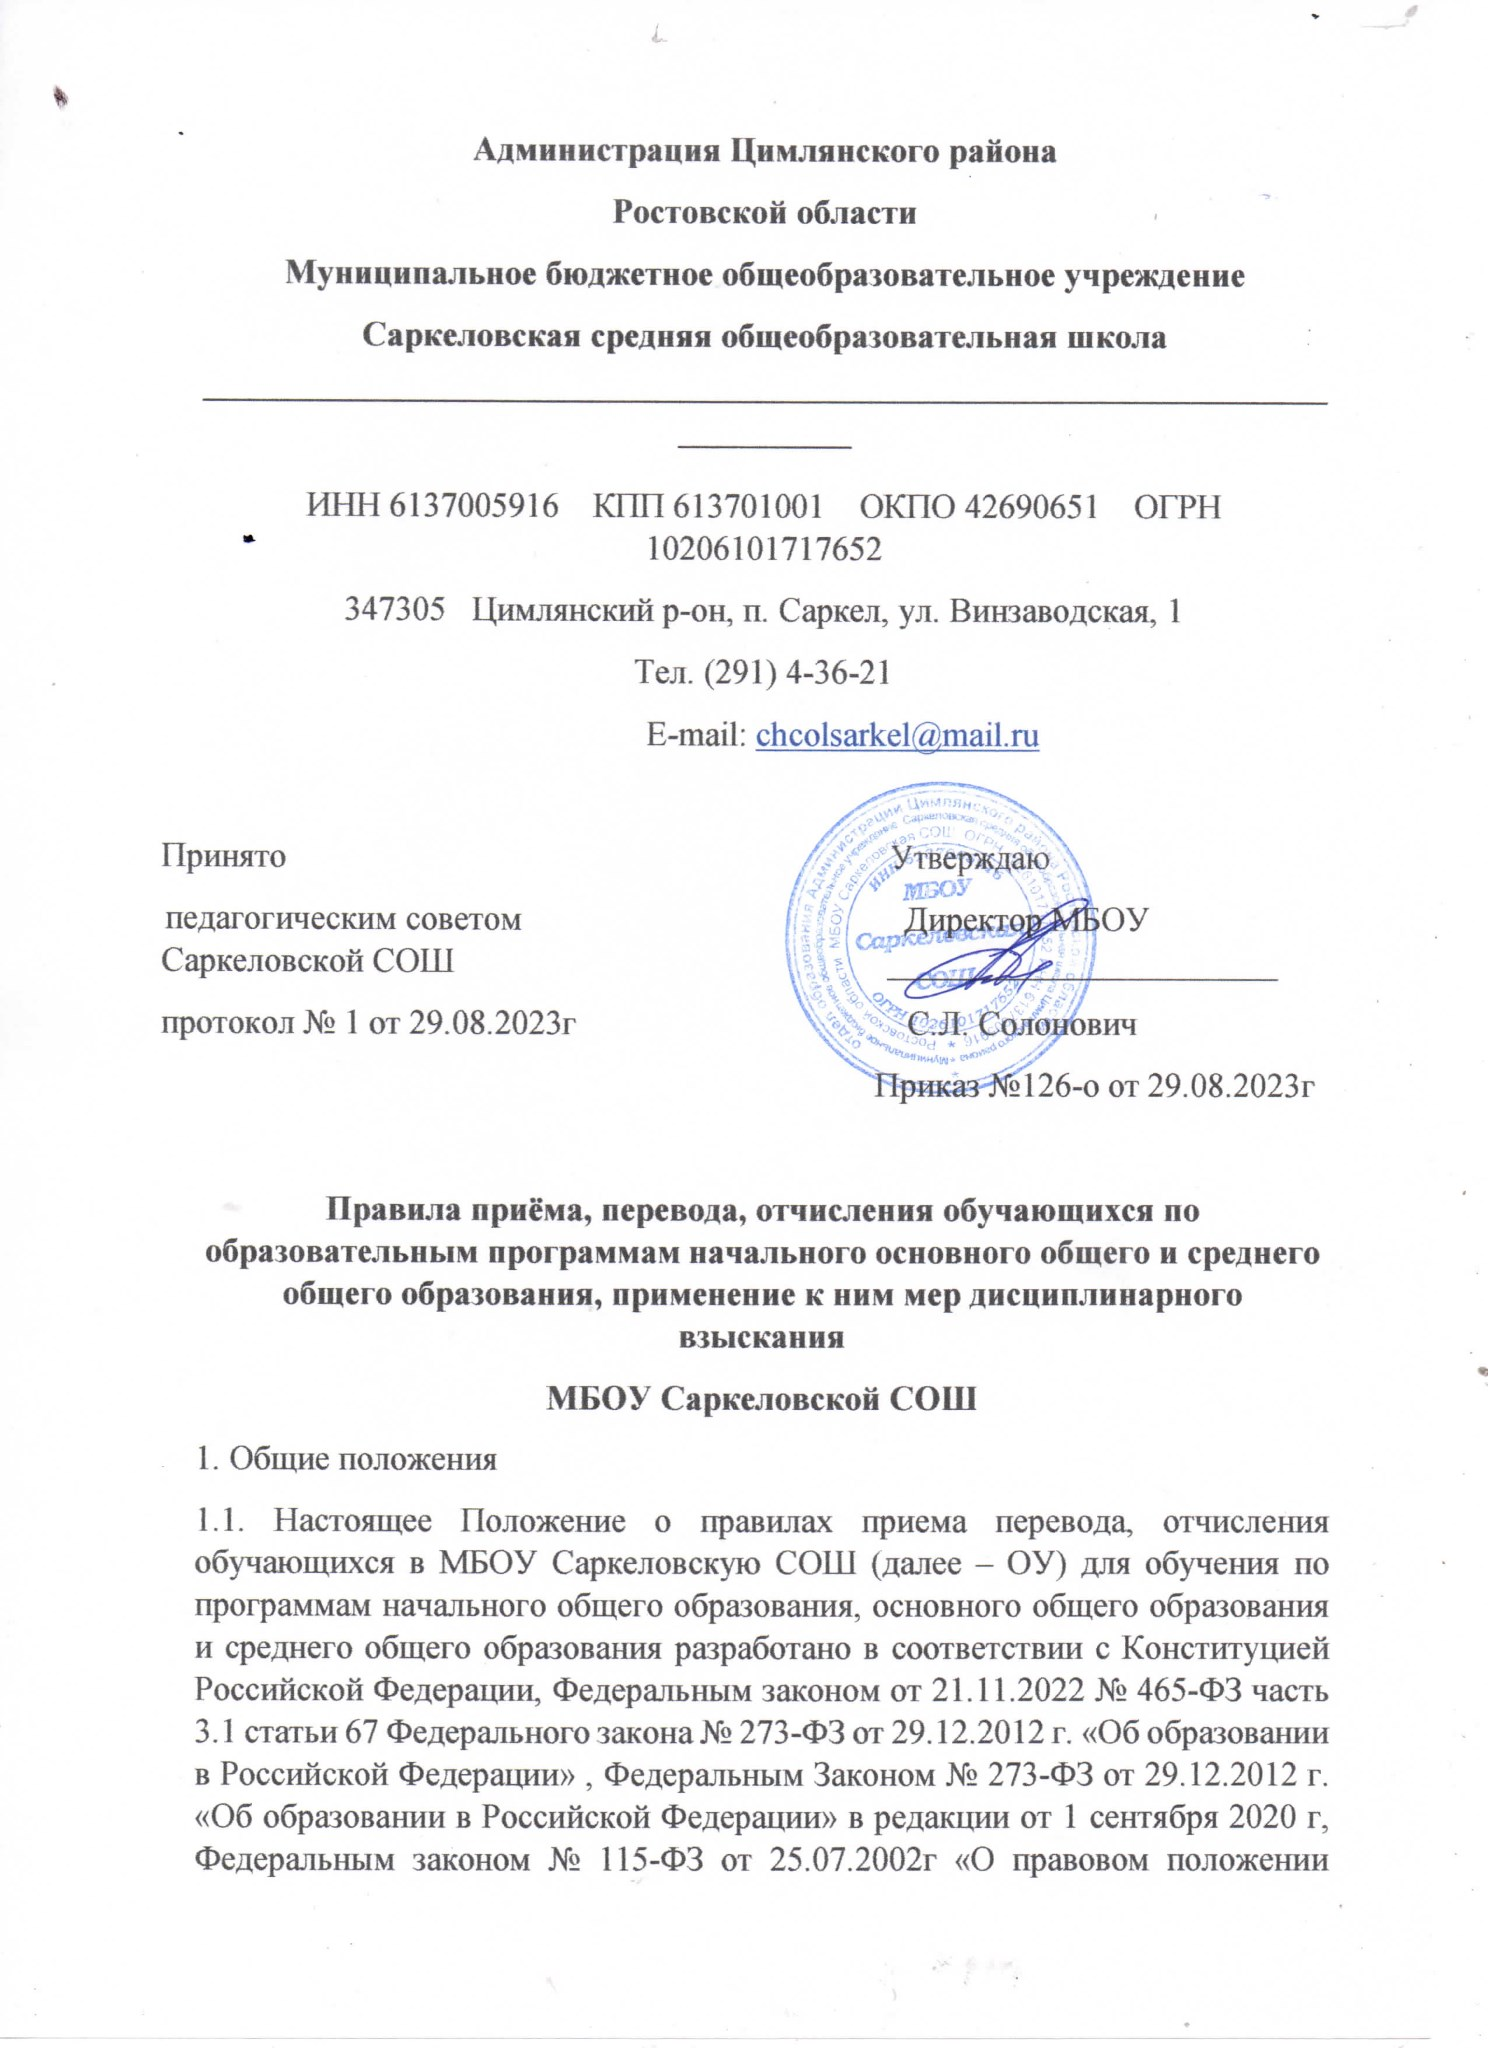 Администрация Цимлянского района
Ростовской области
Муниципальное бюджетное общеобразовательное учреждение
Саркеловская средняя общеобразовательная школа
ИНН 6137005916 КПП 613701001 ОКПО 42690651 ОГРН
10206101717652
347305 Цимлянский р-он, п. Саркел, ул. Винзаводская, 1
Тел. (291) 4-36-21
E-mail: chcolsarkel@mail.ru
Принято
Утверждаю
педагогическим советом
Директор МБОУ
Саркеловской СОШ
протокол № 1 от 29.08.2023г
С.Л. Солонович
Приказ №126-о от 29.08.2023г
МБОУ
Саркеловская
СОШ
ОГРН 1026101717652
Правила приёма, перевода, отчисления обучающихся по
образовательным программам начального основного общего и среднего
общего образования, применение к ним мер дисциплинарного
взыскания
МБОУ Саркеловской СОШ
1. Общие положения
1.1. Настоящее Положение о правилах приема перевода, отчисления
обучающихся в МБОУ Саркеловскую СОШ (далее – ОУ) для обучения по
программам начального общего образования, основного общего образования
и среднего общего образования разработано в соответствии с Конституцией
Российской Федерации, Федеральным законом от 21.11.2022 № 465-ФЗ часть
3.1 статьи 67 Федерального закона № 273-ФЗ от 29.12.2012 г. «Об образовании
в Российской Федерации» , Федеральным Законом № 273-ФЗ от 29.12.2012 г.
«Об образовании в Российской Федерации» в редакции от 1 сентября 2020 г,
Федеральным законом № 115-ФЗ от 25.07.2002г «О правовом положении